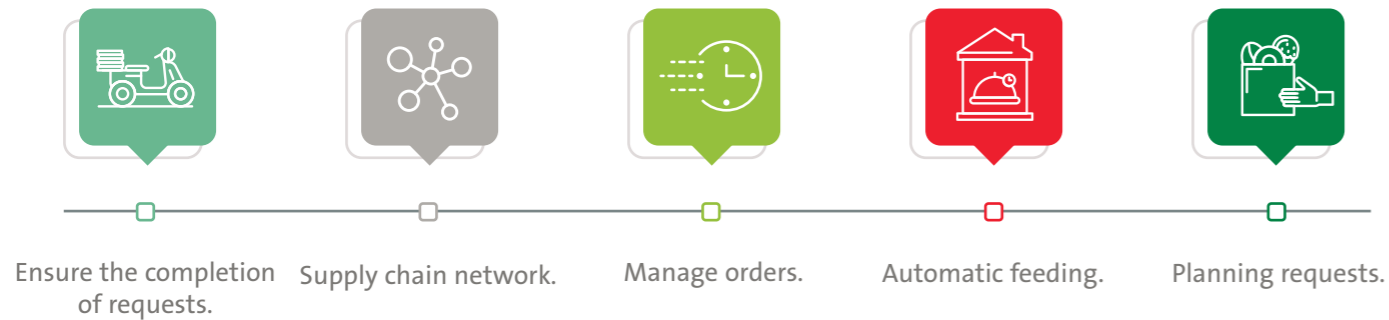 Ensure the completion
of requests.
Supply chain network.
Manage orders.
Automatic feeding.
Planning requests.